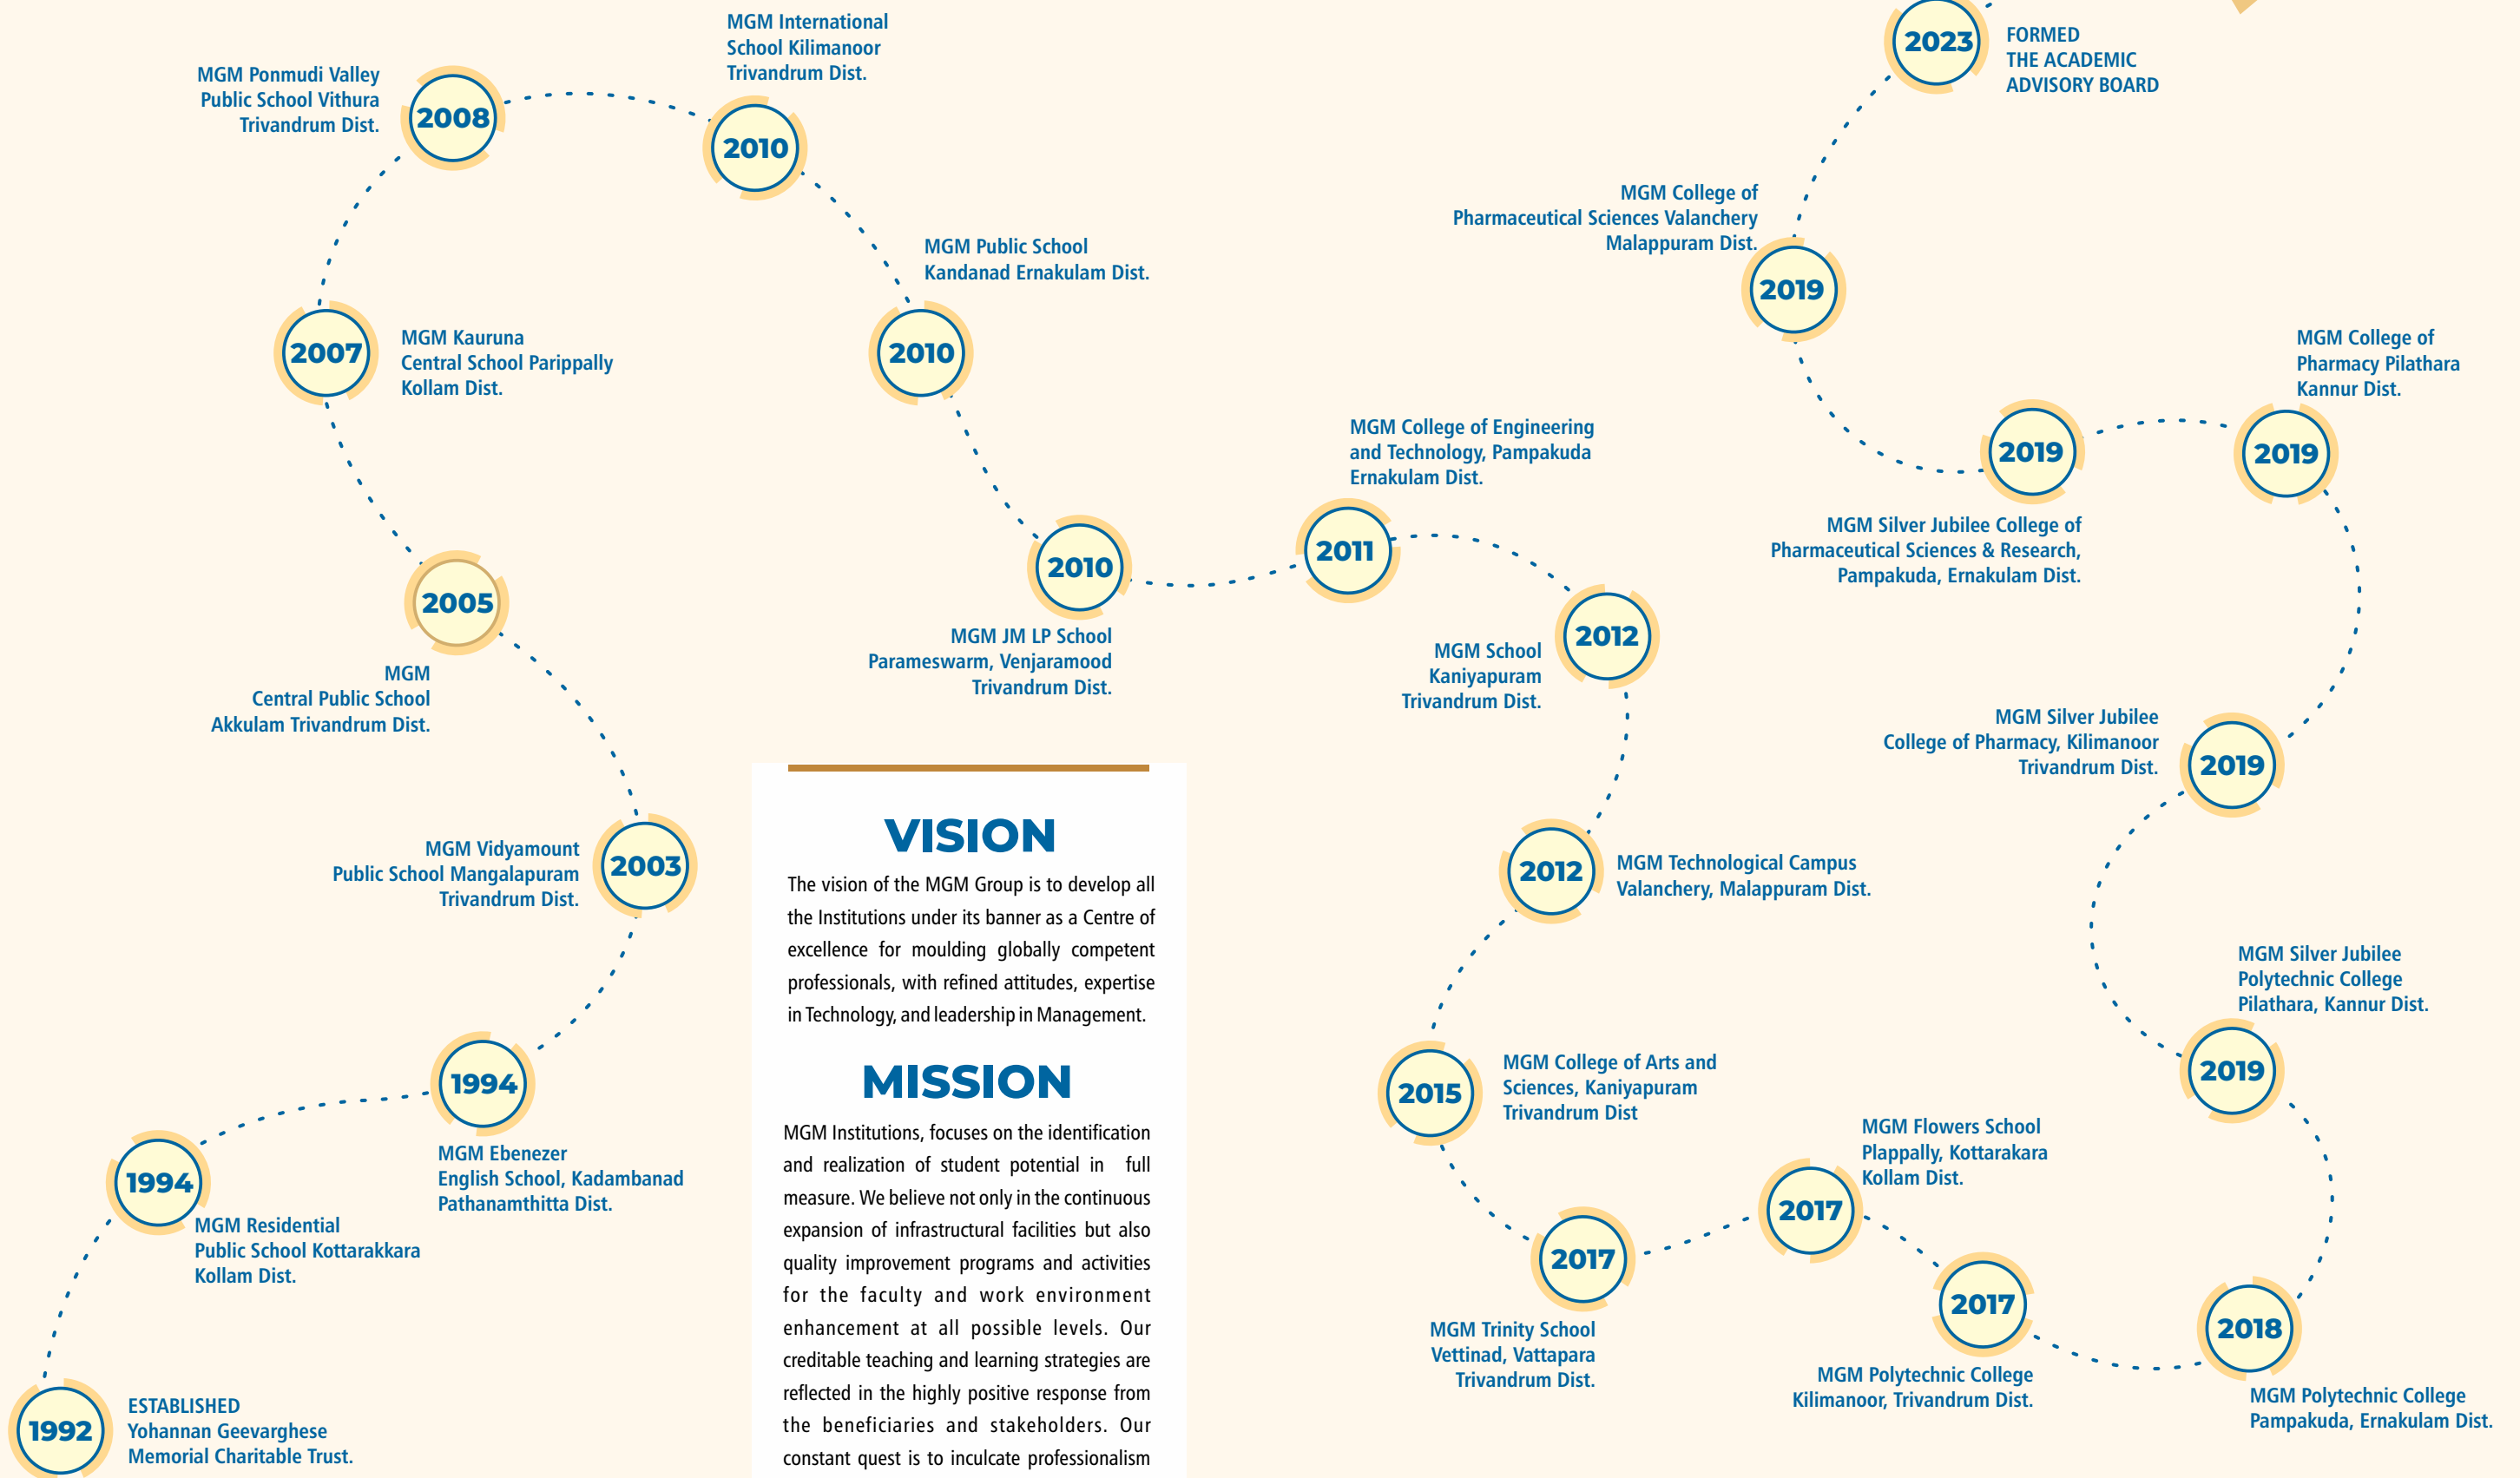 1992
ESTABLISHED
Yohannan Geevarghese
Memorial Charitable Trust.
1994
MGM Residential
Public School Kottarakkara
Kollam Dist.
1994
MGM Ebenezer
English School, Kadambanad
Pathanamthitta Dist.
2003
MGM Vidyamount
Public School Mangalapuram
Trivandrum Dist.
2005
MGM
Central Public School
Akkulam Trivandrum Dist.
2007
MGM Kauruna
Central School Parippally
Kollam Dist.
2008
MGM Ponmudi Valley
Public School Vithura
Trivandrum Dist.
2010
MGM International
School Kilimanoor
Trivandrum Dist.
2010
MGM Public School
Kandanad Ernakulam Dist.
2010
MGM JM LP School
Parameswarm, Venjaramood
Trivandrum Dist.
2011
MGM College of Engineering
and Technology, Pampakuda
Ernakulam Dist.
2012
MGM School
Kaniyapuram
Trivandrum Dist.
2012
MGM Technological Campus
Valanchery, Malappuram Dist.
2015
MGM College of Arts and
Sciences, Kaniyapuram
Trivandrum Dist
2017
MGM Trinity School
Vettinad, Vattapara
Trivandrum Dist.
2017
MGM Flowers School
Plappally, Kottarakara
Kollam Dist.
2017
MGM Polytechnic College
Kilimanoor, Trivandrum Dist.
2018
MGM Polytechnic College
Pampakuda, Ernakulam Dist.
2019
MGM Silver Jubilee
Polytechnic College
Pilathara, Kannur Dist.
2019
MGM Silver Jubilee
College of Pharmacy, Kilimanoor
Trivandrum Dist.
2019
MGM College of
Pharmacy Pilathara
Kannur Dist.
2019
MGM Silver Jubilee College of
Pharmaceutical Sciences & Research,
Pampakuda, Ernakulam Dist.
2019
MGM College of
Pharmaceutical Sciences Valanchery
Malappuram Dist.
2023
FORMED
THE ACADEMIC
ADVISORY BOARD
VISION
The vision of the MGM Group is to develop all
the Institutions under its banner as a Centre of
excellence for moulding globally competent
professionals, with refined attitudes, expertise
in Technology, and leadership in Management.
MISSION
MGM Institutions, focuses on the identification
and realization of student potential in full
measure. We believe not only in the continuous
expansion of infrastructural facilities but also
quality improvement programs and activities
for the faculty and work environment
enhancement at all possible levels. Our
creditable teaching and learning strategies are
reflected in the highly positive response from
the beneficiaries and stakeholders. Our
constant quest is to inculcate professionalism